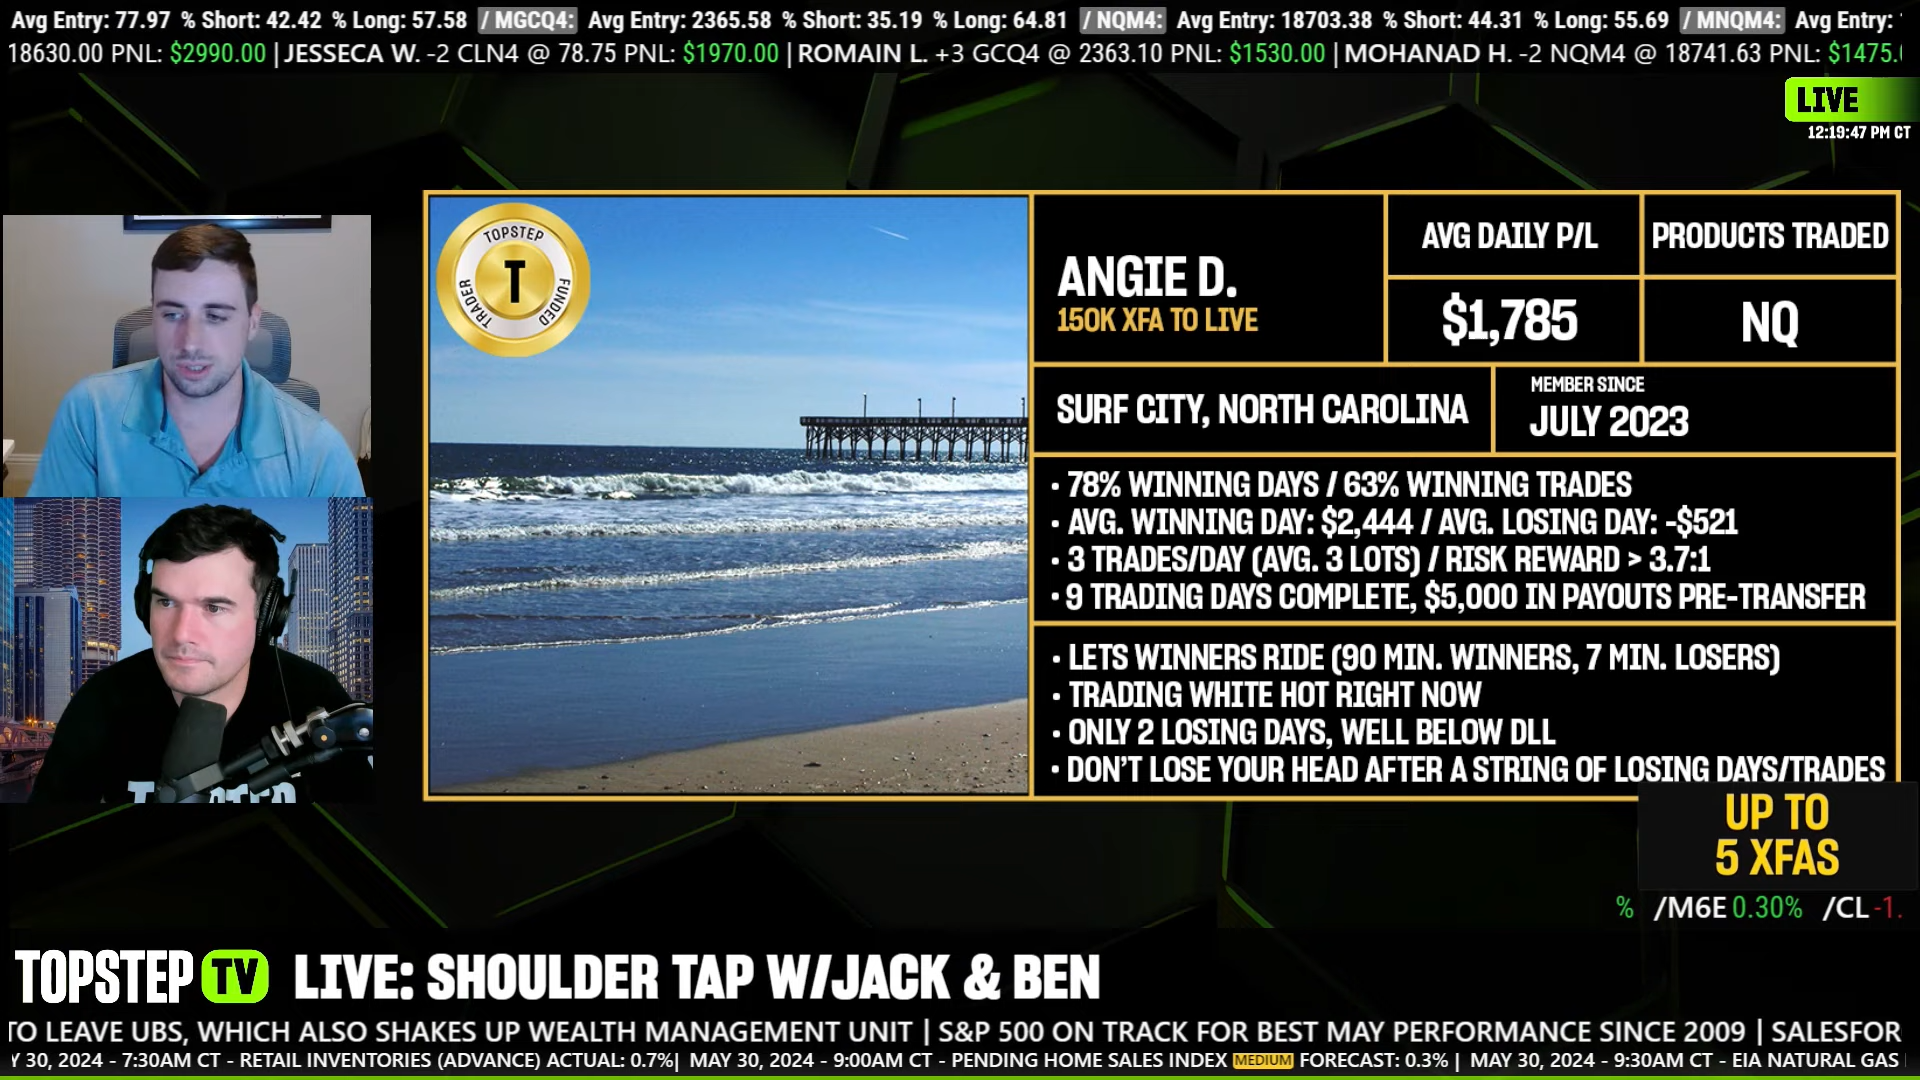 Avg Entry: 77.97 % Short: 42.42 % Long: 57.58 / MGCQ4: Avg Entry: 2365.58 % Short: 35.19 % Long: 64.81 / NQM4: Avg Entry: 18703.38 % Short: 44.31 % Long: 55.69 / MNQM4: Avg Entry:
18630.00 PNL: $2990.00 | JESSECA W. -2 CLN4 @ 78.75 PNL: $1970.00 | ROMAIN L. +3 GCQ4 @ 2363.10 PNL: $1530.00 | MOHANAD H. -2 NQM4 @ 18741.63 PNL: $1475.
LIVE
12:19:47 PM CT
TOPSTEP
T
FUNDED
TRADER
ANGIE D.
150K XFA TO LIVE
AVG DAILY P/L
$1,785
PRODUCTS TRADED
NQ
SURF CITY, NORTH CAROLINA
MEMBER SINCE
JULY 2023
· 78% WINNING DAYS / 63% WINNING TRADES
· AVG. WINNING DAY: $2,444 / AVG. LOSING DAY: -$521
· 3 TRADES/DAY (AVG. 3 LOTS) / RISK REWARD > 3.7:1
· 9 TRADING DAYS COMPLETE, $5,000 IN PAYOUTS PRE-TRANSFER
· LETS WINNERS RIDE (90 MIN. WINNERS, 7 MIN. LOSERS)
· TRADING WHITE HOT RIGHT NOW
· ONLY 2 LOSING DAYS, WELL BELOW DLL
· DON'T LOSE YOUR HEAD AFTER A STRING OF LOSING DAYS/TRADES
UP TO
5 XFAS
% /M6E 0.30% /CL -1.
TOPSTEP TV LIVE: SHOULDER TAP W/JACK & BEN
TO LEAVE UBS, WHICH ALSO SHAKES UP WEALTH MANAGEMENT UNIT | S&P 500 ON TRACK FOR BEST MAY PERFORMANCE SINCE 2009 | SALESFOR
Y 30, 2024 - 7:30AM CT - RETAIL INVENTORIES (ADVANCE) ACTUAL: 0.7%| MAY 30, 2024 - 9:00AM CT - PENDING HOME SALES INDEX MEDIUM FORECAST: 0.3% | MAY 30, 2024 - 9:30AM CT - EIA NATURAL GAS